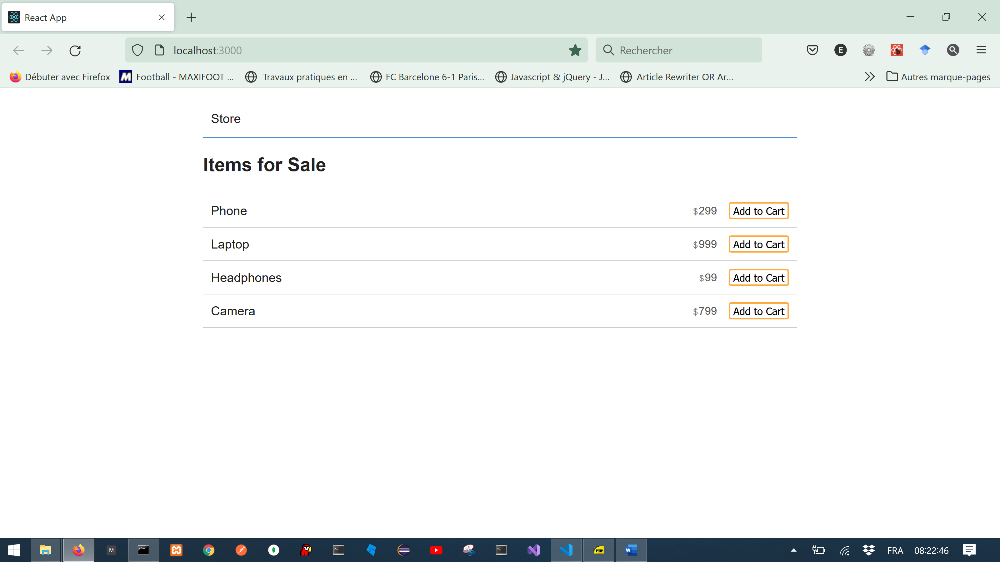 React App
localhost:3000
Rechercher
E
Débuter avec Firefox
M Football - MAXIFOOT ...
Travaux pratiques en ...
FC Barcelone 6-1 Paris...
Javascript & jQuery - J...
Article Rewriter OR Ar...
Autres marque-pages
Store
Items for Sale
Phone $299 Add to Cart
Laptop $999 Add to Cart
Headphones $99 Add to Cart
Camera $799 Add to Cart
M
PDF
W
FRA 08:22:46